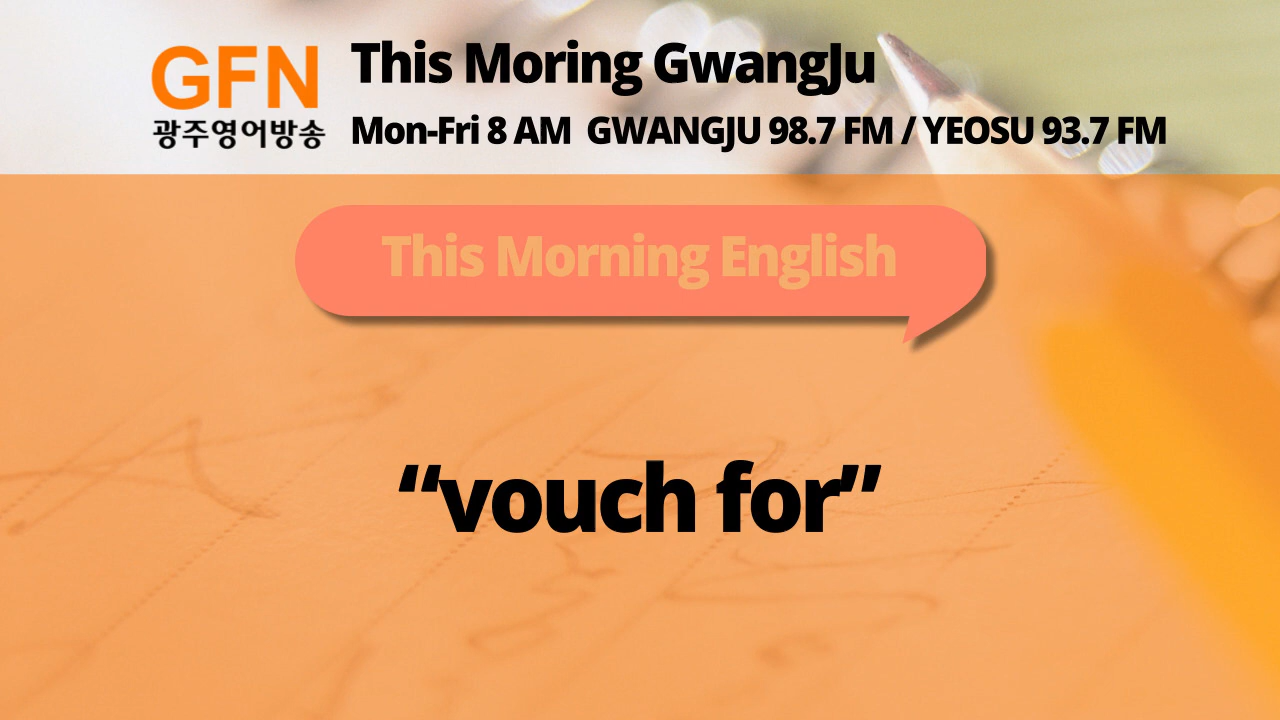 GFN
광주영어방송
This Moring GwangJu
Mon-Fri 8 AM GWANGJU 98.7 FM / YEOSU 93.7 FM
This Morning English
“vouch for”